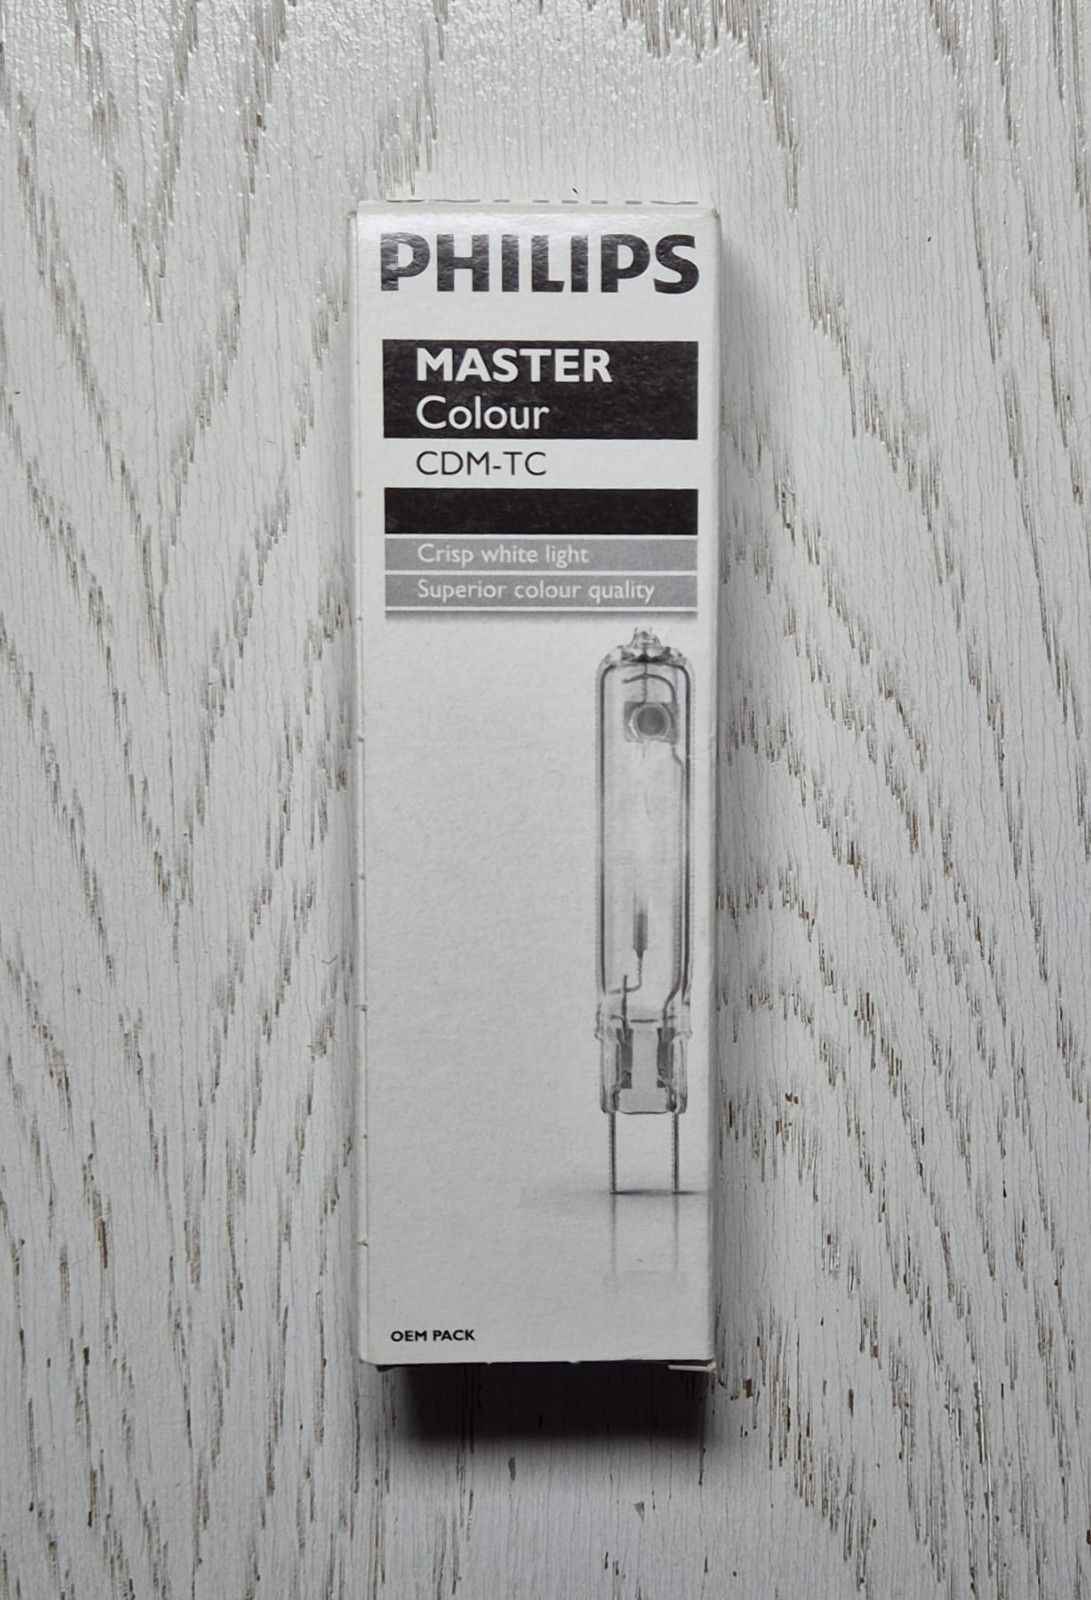 PHILIPS
MASTER
Colour
CDM-TC
Crisp white light
Superior colour quality
OEM PACK